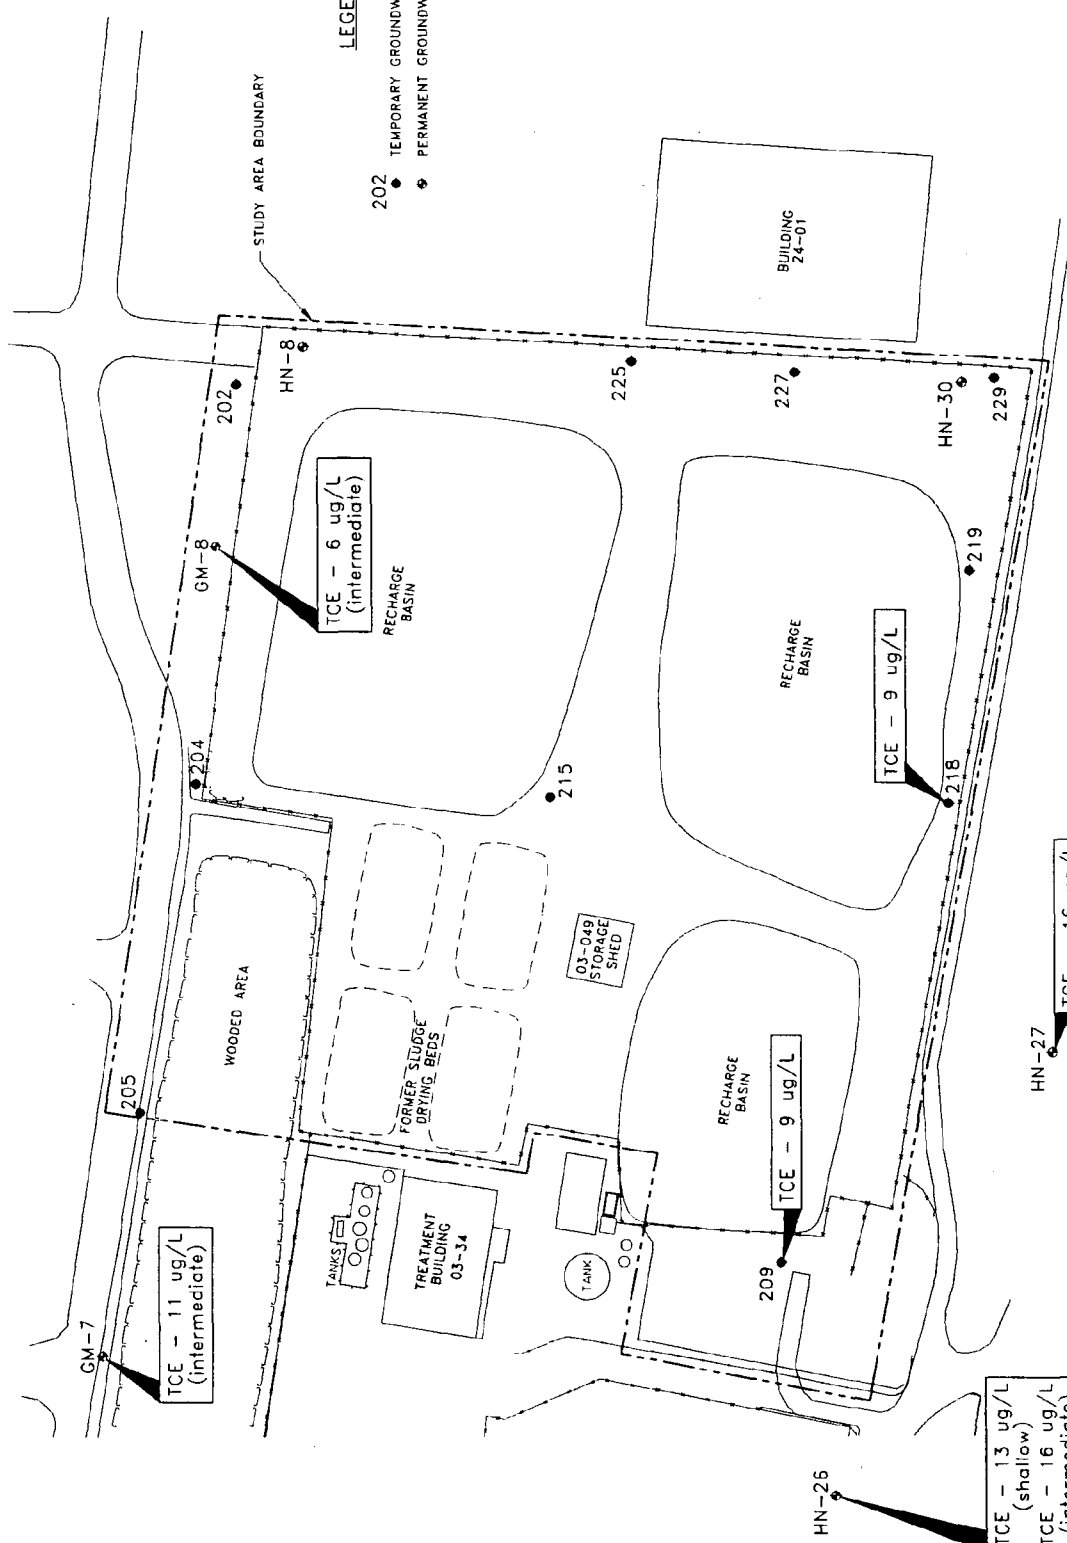 LEGE
202
TEMPORARY GROUNDW
PERMANENT GROUNDW
STUDY AREA BOUNDARY
HN-8
202
GM-8
TCE - 6 ug/L
(intermediate)
RECHARGE
BASIN
BUILDING
24-01
225
227
HN-30
229
219
RECHARGE
BASIN
TCE - 9 ug/L
218
204
215
WOODED AREA
205
03-049
STORAGE
SHED
FORMER SLUDGE
DRYING BEDS
RECHARGE
BASIN
TCE - 9 ug/L
209
HN-27
GM-7
TCE - 11 ug/L
(intermediate)
TANKS
TREATMENT
BUILDING
03-34
TANK
HN-26
TCE - 13 ug/L
(shallow)
TCE - 16 ug/L
(intermediate)